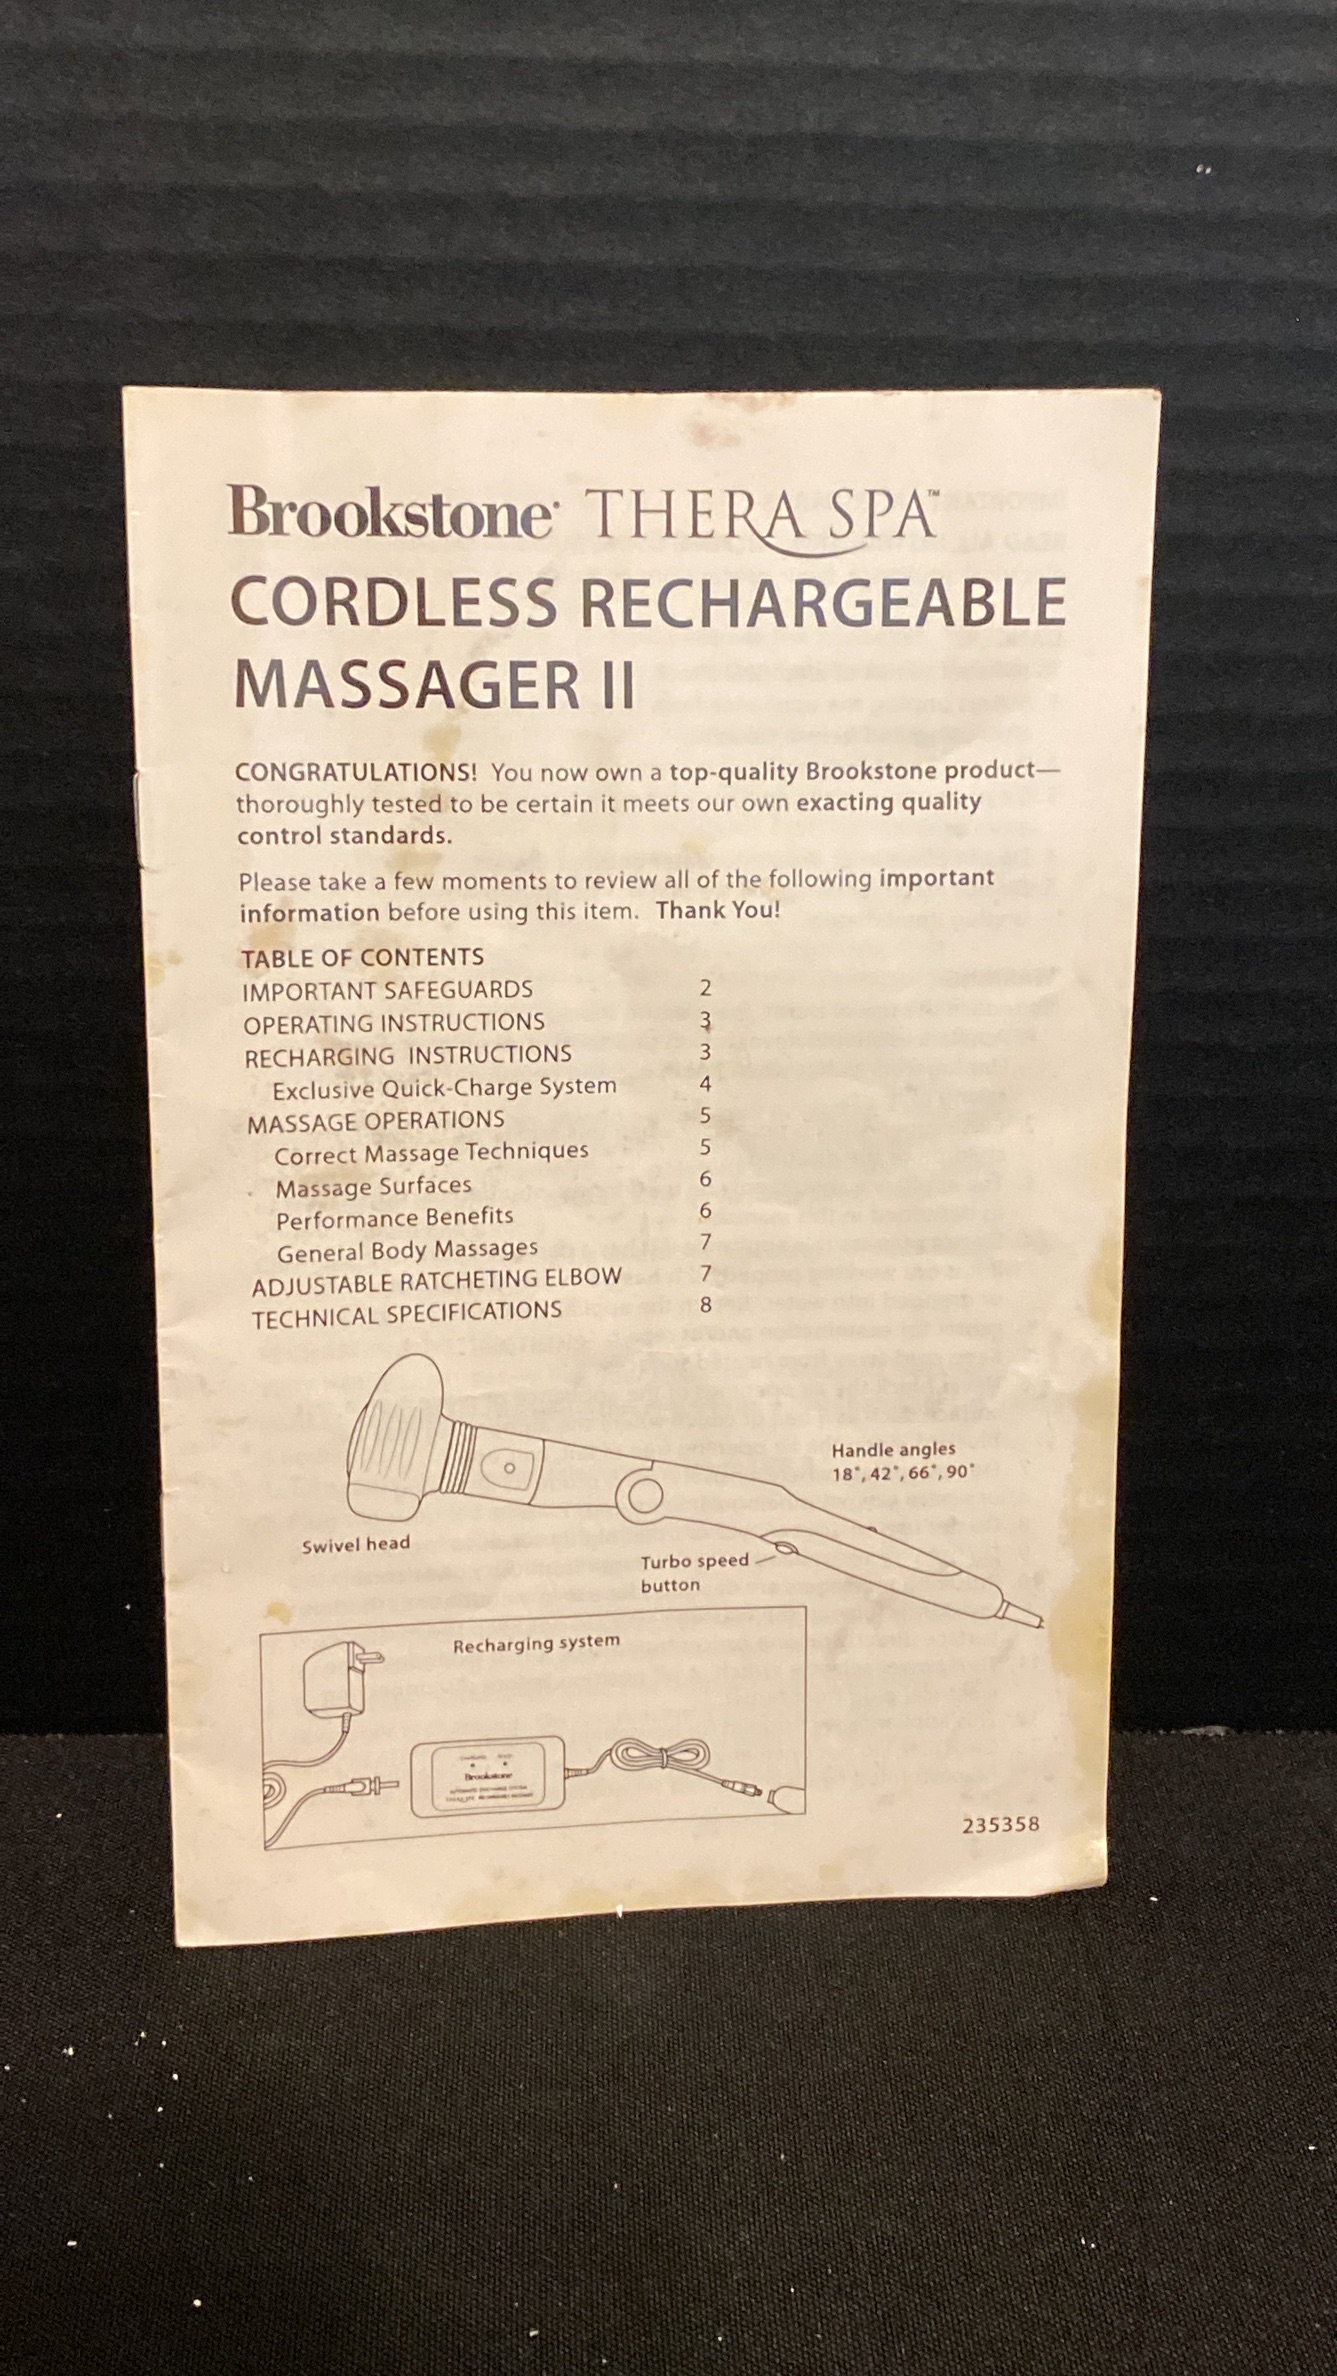 Brookstone® THERA SPA™
CORDLESS RECHARGEABLE
MASSAGER II
CONGRATULATIONS! You now own a top-quality Brookstone product—
thoroughly tested to be certain it meets our own exacting quality
control standards.
Please take a few moments to review all of the following important
information before using this item. Thank You!
TABLE OF CONTENTS
IMPORTANT SAFEGUARDS 2
OPERATING INSTRUCTIONS 3
RECHARGING INSTRUCTIONS 3
Exclusive Quick-Charge System 4
MASSAGE OPERATIONS 5
Correct Massage Techniques 5
Massage Surfaces 6
Performance Benefits 6
General Body Massages 7
ADJUSTABLE RATCHETING ELBOW 7
TECHNICAL SPECIFICATIONS 8
Handle angles
18°, 42°, 66°, 90°
Swivel head
Turbo speed
button
Recharging system
Brookstone
235358